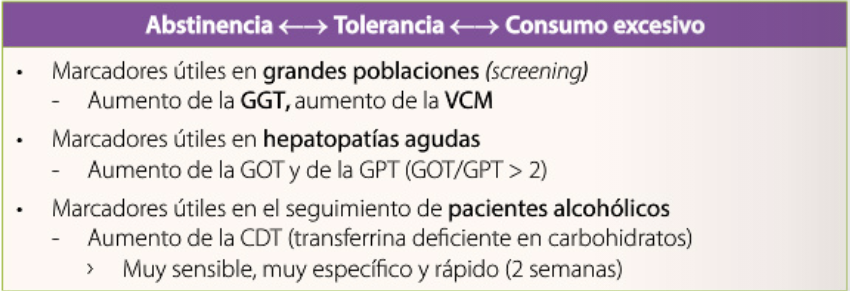 Abstinencia ⟷ Tolerancia ⟷ Consumo excesivo
• Marcadores útiles en grandes poblaciones (screening)
- Aumento de la GGT, aumento de la VCM
• Marcadores útiles en hepatopatías agudas
- Aumento de la GOT y de la GPT (GOT/GPT > 2)
• Marcadores útiles en el seguimiento de pacientes alcohólicos
- Aumento de la CDT (transferrina deficiente en carbohidratos)
› Muy sensible, muy específico y rápido (2 semanas)